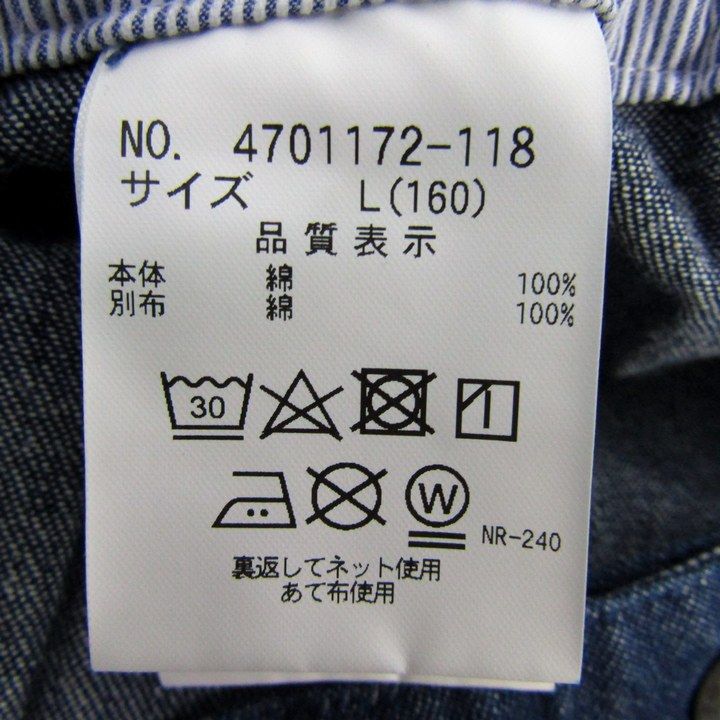 NO. 4701172-118
サイズ L(160)
品質表示
本体 綿 100%
別布 綿 100%
30
W
NR-240
裏返してネット使用
あて布使用